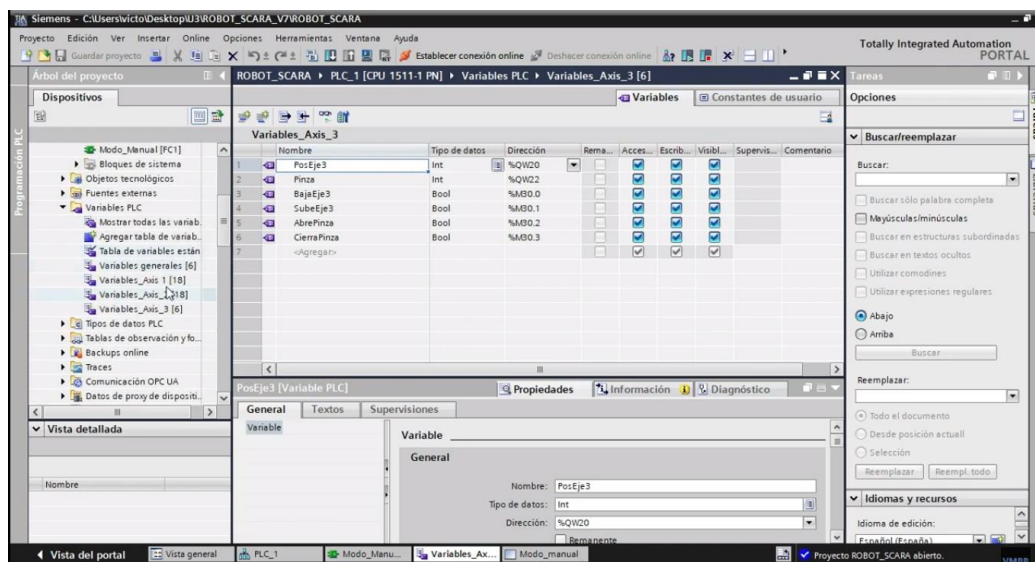 Siemens - C:\Users\victo\Desktop\U3\ROBOT_SCARA_V7\ROBOT_SCARA
Proyecto Edición Ver Insertar Online Opciones Herramientas Ventana Ayuda
Guardar proyecto Establecer conexión online Deshacer conexión online
Totally Integrated Automation
PORTAL
Árbol del proyecto
ROBOT_SCARA PLC_1 [CPU 1511-1 PN] Variables PLC Variables_Axis_3 [6]
Tareas
Dispositivos
Variables Constantes de usuario
Opciones
Programación PLC
Modo_Manual [FC1]
Bloques de sistema
Objetos tecnológicos
Fuentes externas
Variables PLC
Mostrar todas las variab.
Agregar tabla de variab..
Tabla de variables están
Variables generales [6]
Variables_Axis 1 [18]
Variables_Axis_ 18]
Variables_Axis_3 [6]
Tipos de datos PLC
Tablas de observación y fo...
Backups online
Traces
Comunicación OPC UA
Datos de proxy de dispositi..
Vista detallada
Nombre
Variables_Axis_3
Nombre Tipo de datos Dirección Rema... Acces... Escrib... Visibl... Supervis... Comentario
1 PosEje3 Int %QW20
2 Pinza Int %QW22
3 BajaEje3 Bool %M30.0
4 SubeEje3 Bool %M30.1
5 AbrePinza Bool %M30.2
6 CierraPinza Bool %M30.3
7 <Agregar>
PosEje3 [Variable PLC]
Propiedades Información Diagnóstico
General Textos Supervisiones
Variable
Variable
General
Nombre: PosEje3
Tipo de datos: Int
Dirección: %QW20
Remanente
Buscar/reemplazar
Buscar:
Buscar sólo palabra completa
Mayúsculas/minúsculas
Buscar en estructuras subordinadas
Buscar en textos ocultos
Utilizar comodines
Utilizar expresiones regulares
Abajo
Arriba
Buscar
Reemplazar:
Todo el documento
Desde posición actuall
Selección
Reemplazar Reempl. todo
Idiomas y recursos
Idioma de edición:
Español (España)
Vista del portal Vista general PLC_1 Modo_Manu... Variables_Ax... Modo_manual Proyecto ROBOT_SCARA abierto.